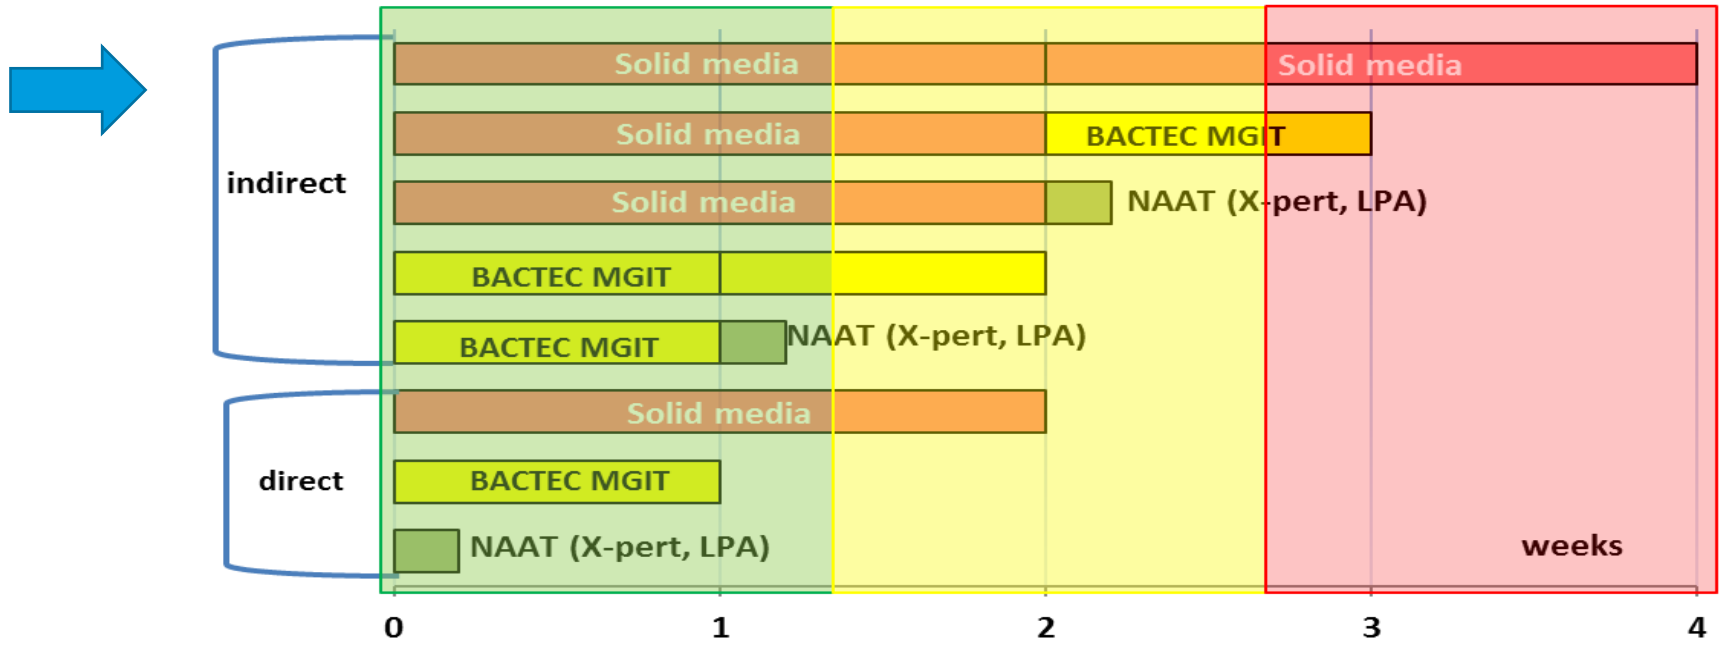 Solid media Solid media
Solid media BACTEC MGIT
indirect
Solid media NAAT (X-pert, LPA)
BACTEC MGIT
BACTEC MGIT NAAT (X-pert, LPA)
Solid media
direct
BACTEC MGIT
NAAT (X-pert, LPA)
weeks
0 1 2 3 4